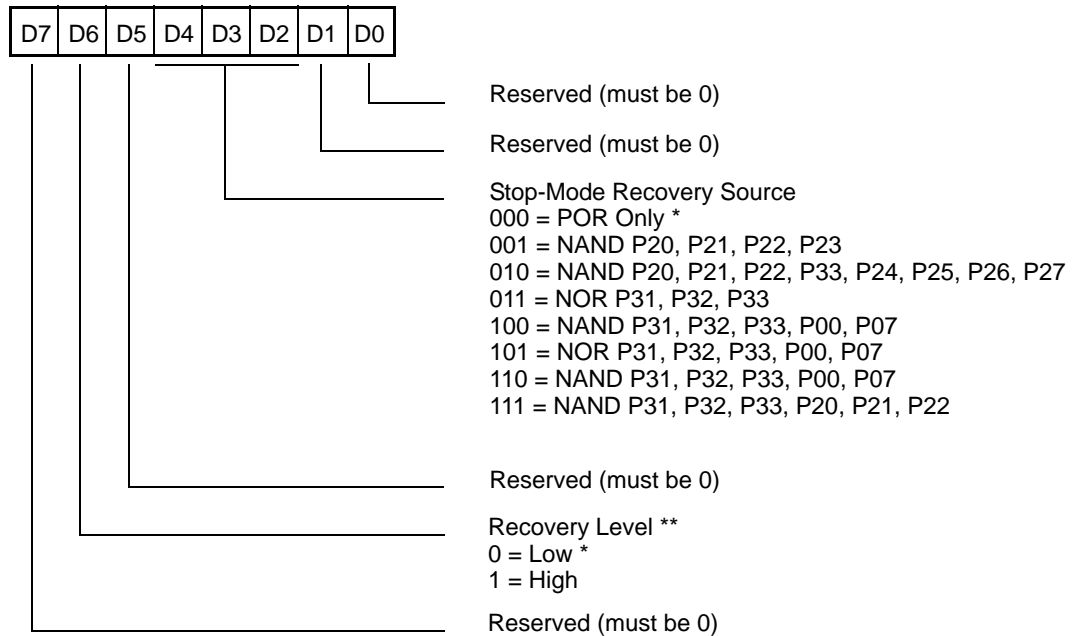 D7 D6 D5 D4 D3 D2 D1 D0
Reserved (must be 0)
Reserved (must be 0)
Stop-Mode Recovery Source
000 = POR Only *
001 = NAND P20, P21, P22, P23
010 = NAND P20, P21, P22, P33, P24, P25, P26, P27
011 = NOR P31, P32, P33
100 = NAND P31, P32, P33, P00, P07
101 = NOR P31, P32, P33, P00, P07
110 = NAND P31, P32, P33, P00, P07
111 = NAND P31, P32, P33, P20, P21, P22
Reserved (must be 0)
Recovery Level **
0 = Low *
1 = High
Reserved (must be 0)